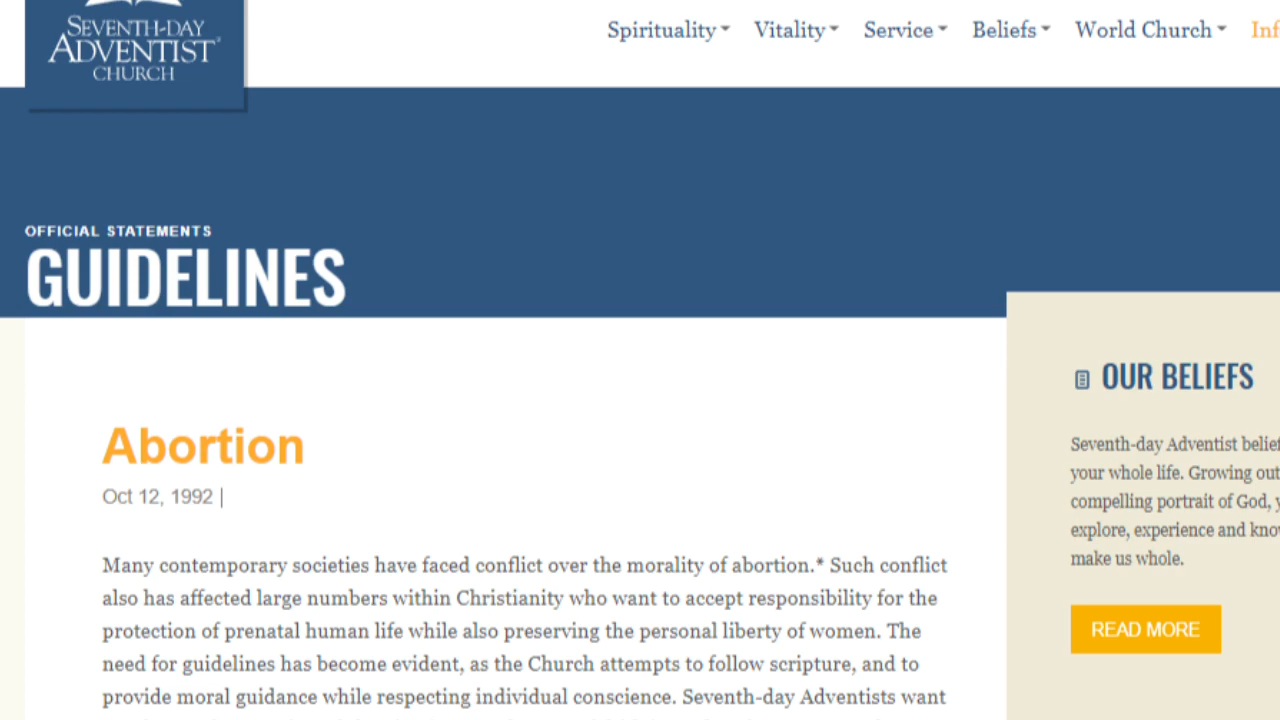 SEVENTH-DAY
ADVENTIST
CHURCH
Spirituality
Vitality
Service
Beliefs
World Church
OFFICIAL STATEMENTS
GUIDELINES
Abortion
Oct 12, 1992 |
Many contemporary societies have faced conflict over the morality of abortion.* Such conflict
also has affected large numbers within Christianity who want to accept responsibility for the
protection of prenatal human life while also preserving the personal liberty of women. The
need for guidelines has become evident, as the Church attempts to follow scripture, and to
provide moral guidance while respecting individual conscience. Seventh-day Adventists want
OUR BELIEFS
Seventh-day Adventist
your whole life. Growing out
compelling portrait of God,
explore, experience and
make us whole.
READ MORE